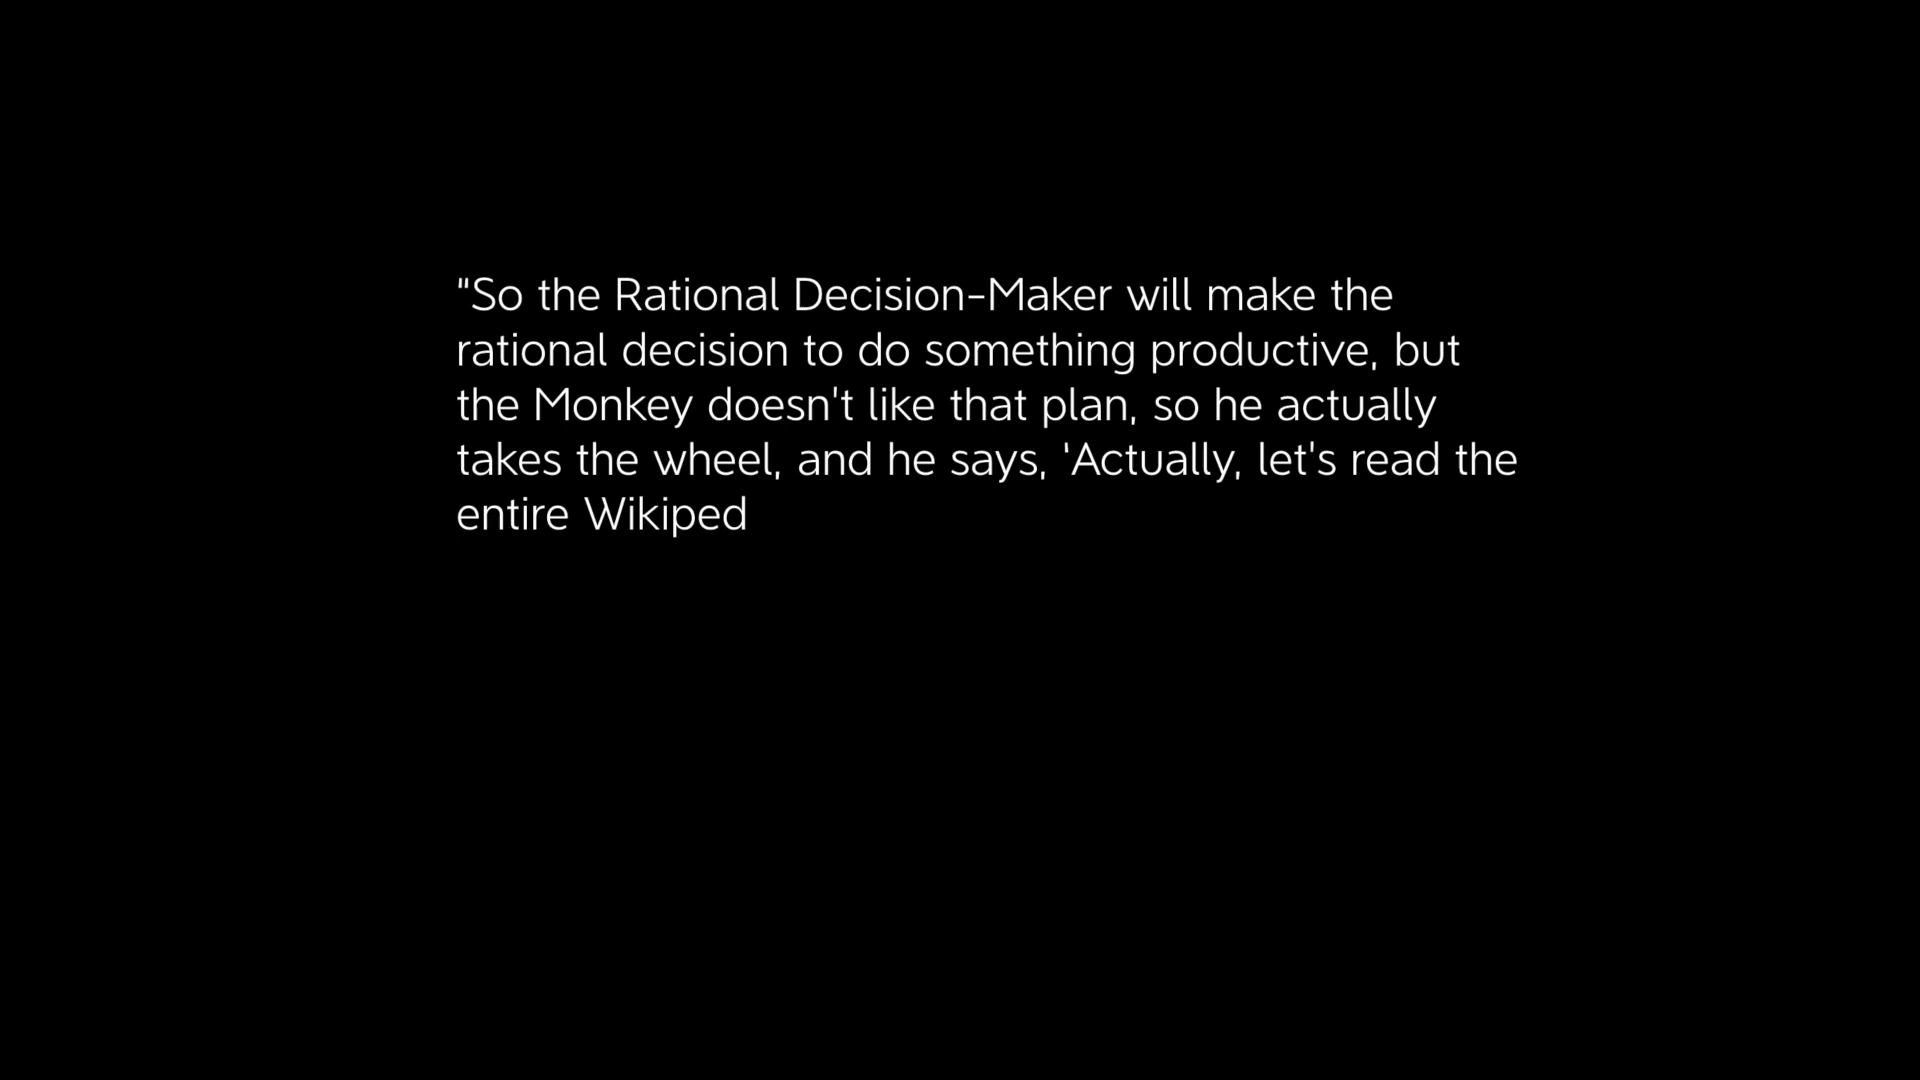 "So the Rational Decision-Maker will make the
rational decision to do something productive, but
the Monkey doesn't like that plan, so he actually
takes the wheel, and he says, 'Actually, let's read the
entire Wikiped